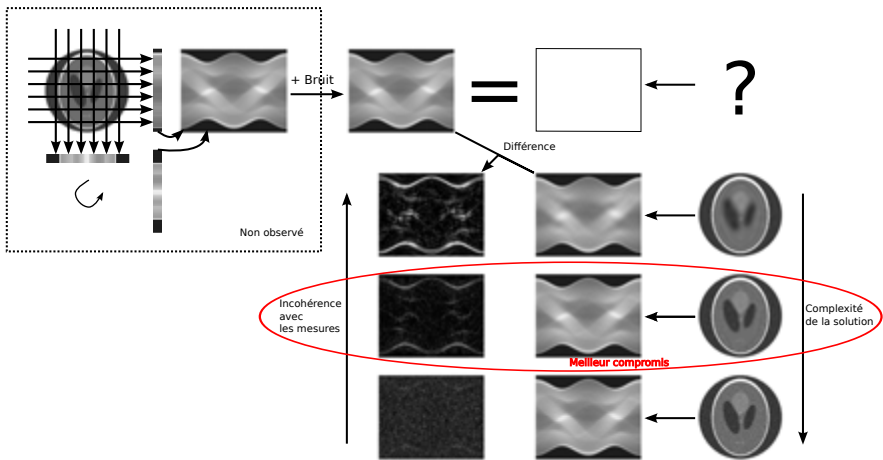 + Bruit
=
?
Différence
Non observé
Incohérence
avec
les mesures
Complexité
de la solution
Meilleur compromis